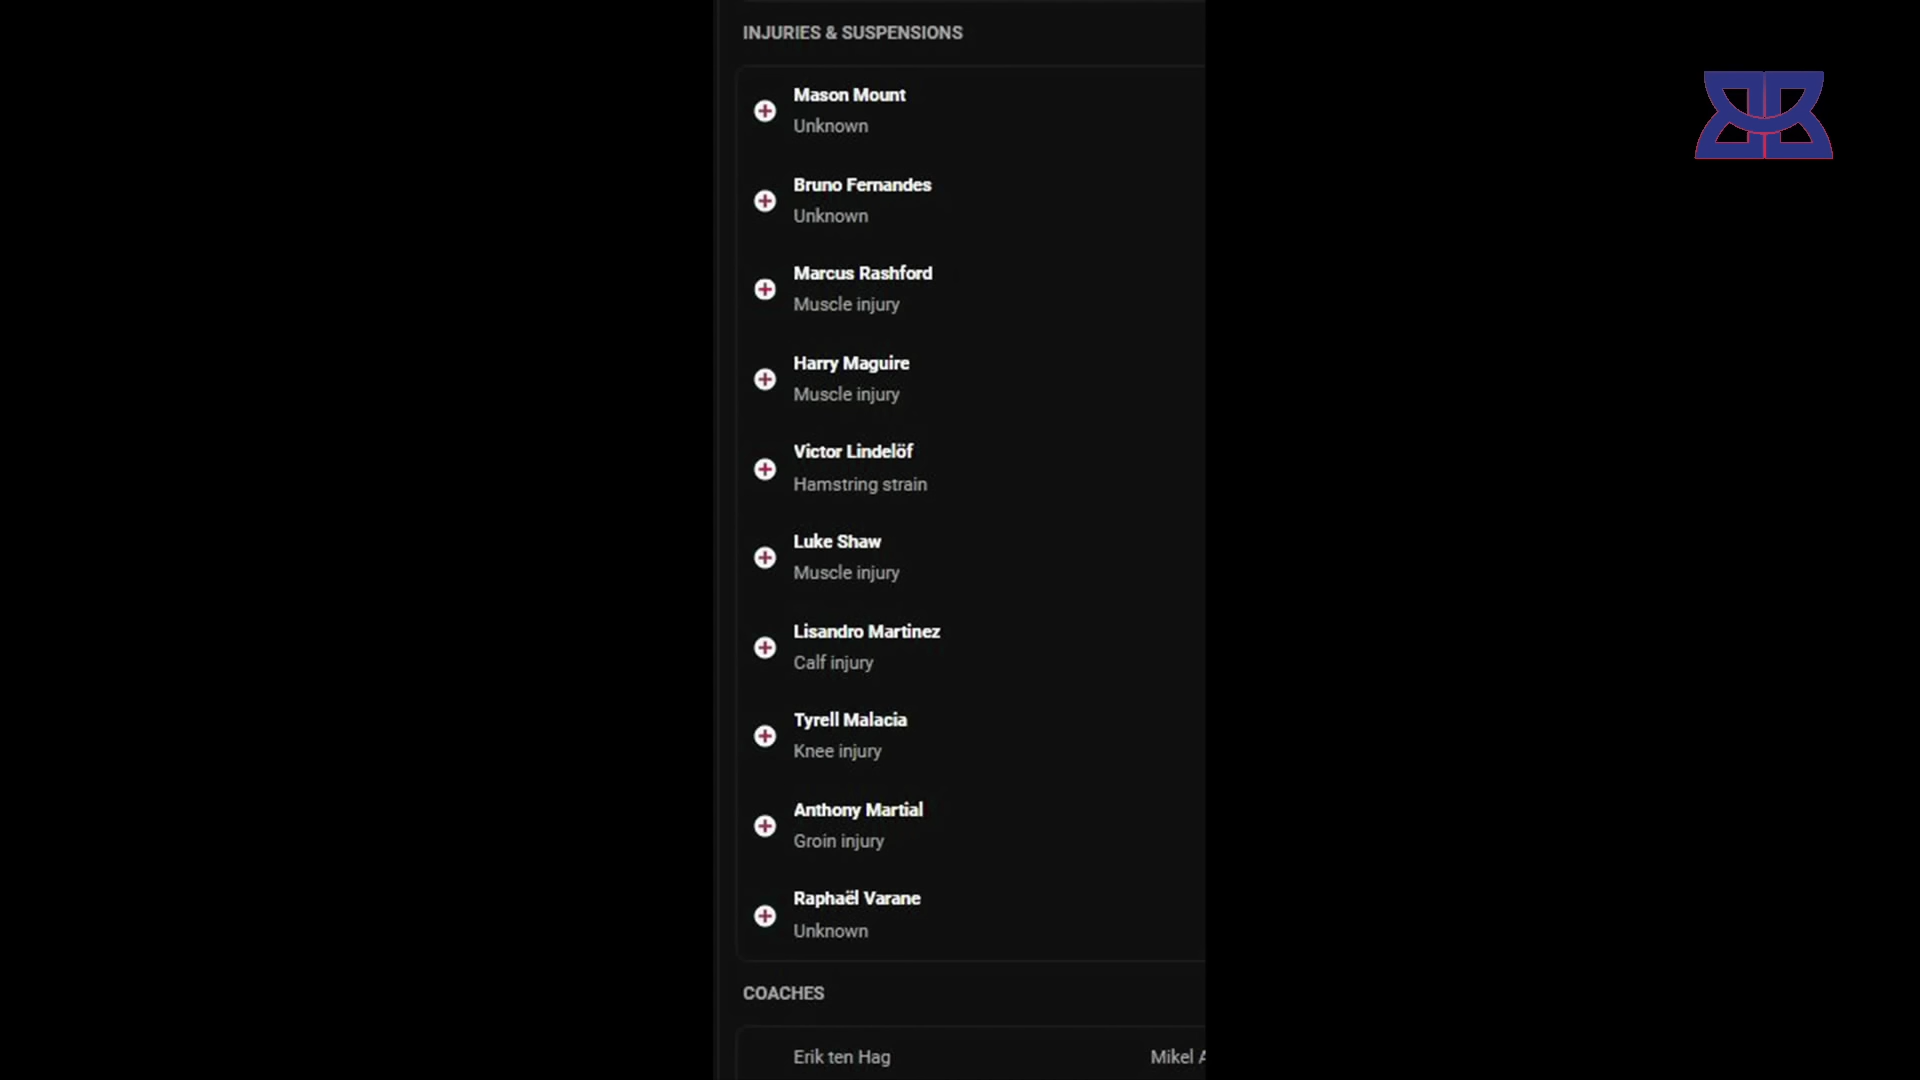 INJURIES & SUSPENSIONS
Mason Mount
Unknown
Bruno Fernandes
Unknown
Marcus Rashford
Muscle injury
Harry Maguire
Muscle injury
Victor Lindelöf
Hamstring strain
Luke Shaw
Muscle injury
Lisandro Martinez
Calf injury
Tyrell Malacia
Knee injury
Anthony Martial
Groin injury
Raphaël Varane
Unknown
COACHES
Erik ten Hag Mikel A